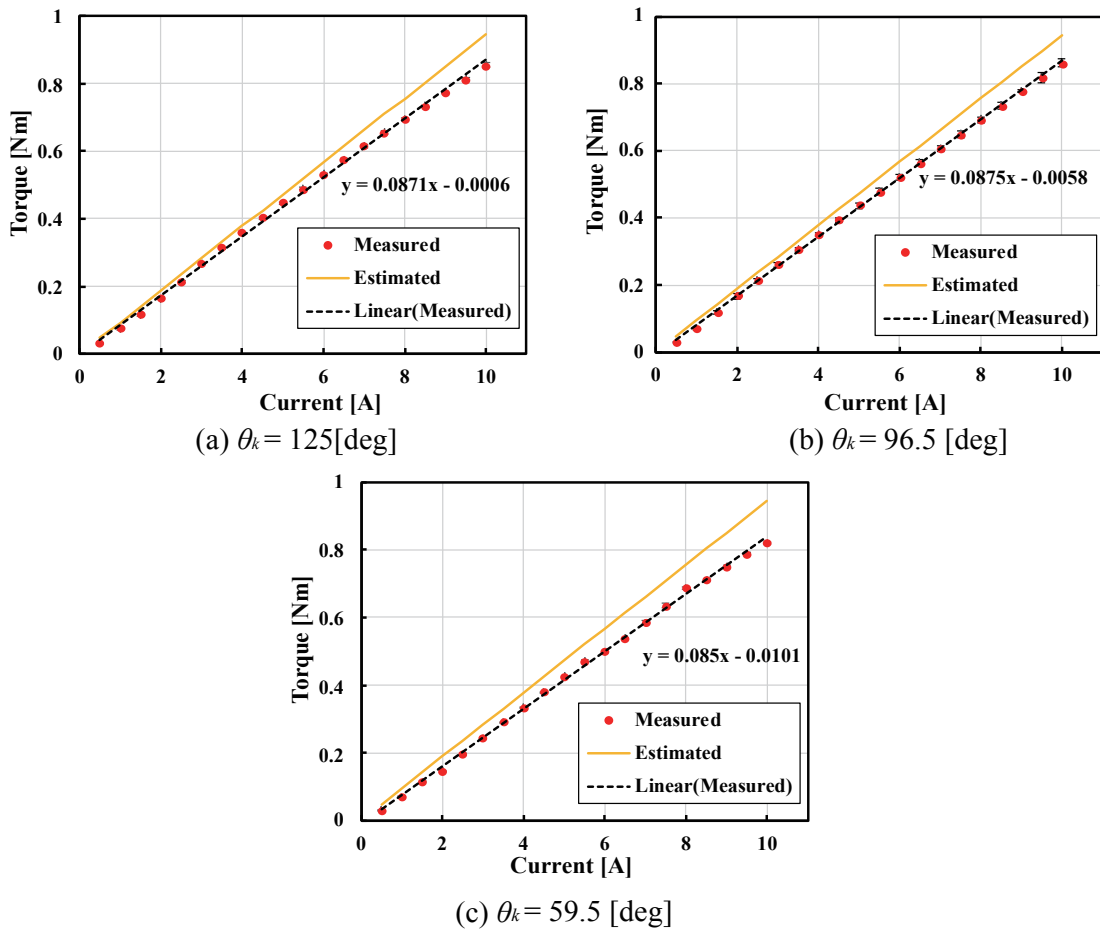 1
0.8
0.6
0.4
0.2
0
Torque [Nm]
y = 0.0871x - 0.0006
Measured
Estimated
Linear(Measured)
0 2 4 6 8 10
Current [A]
(a) θk = 125[deg]
1
0.8
0.6
0.4
0.2
0
Torque [Nm]
y = 0.0875x - 0.0058
Measured
Estimated
Linear(Measured)
0 2 4 6 8 10
Current [A]
(b) θk = 96.5 [deg]
1
0.8
0.6
0.4
0.2
0
Torque [Nm]
y = 0.085x - 0.0101
Measured
Estimated
Linear(Measured)
0 2 4 6 8 10
Current [A]
(c) θk = 59.5 [deg]